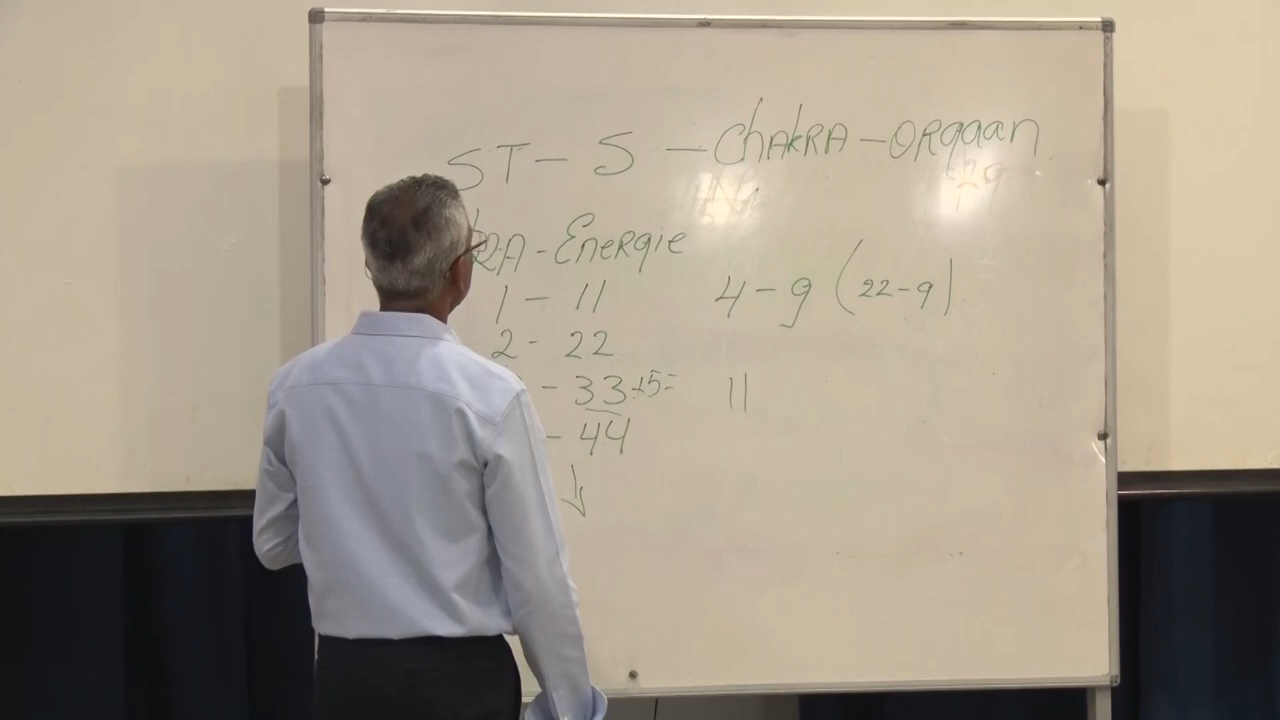 ST - S - ChAkRA - ORgaan
RA - Energie
1 - 11 4 - 9 (22-9)
2 - 22
- 33+5= 11
- 44
↓